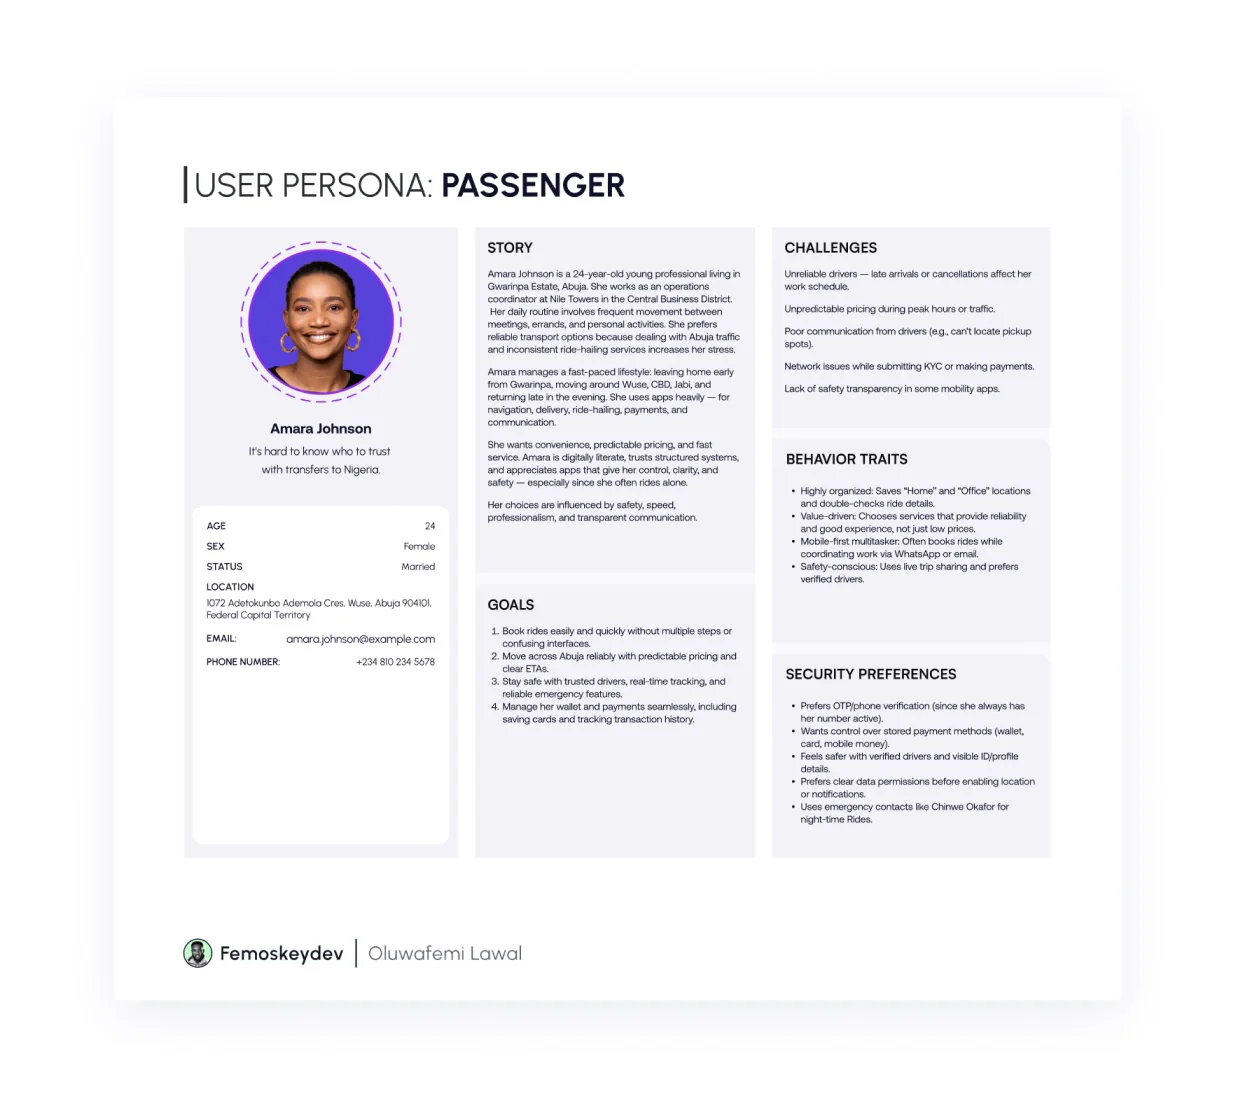 USER PERSONA: PASSENGER
Amara Johnson
It's hard to know who to trust
with transfers to Nigeria.
AGE 24
SEX Female
STATUS Married
LOCATION
1072 Adetokunbo Ademola Cres, Wuse, Abuja 904101,
Federal Capital Territory
EMAIL: amara.johnson@example.com
PHONE NUMBER: +234 810 234 5678
STORY
Amara Johnson is a 24-year-old young professional living in
Gwarinpa Estate, Abuja. She works as an operations
coordinator at Nile Towers in the Central Business District.
Her daily routine involves frequent movement between
meetings, errands, and personal activities. She prefers
reliable transport options because dealing with Abuja traffic
and inconsistent ride-hailing services increases her stress.
Amara manages a fast-paced lifestyle: leaving home early
from Gwarinpa, moving around Wuse, CBD, Jabi, and
returning late in the evening. She uses apps heavily — for
navigation, delivery, ride-hailing, payments, and
communication.
She wants convenience, predictable pricing, and fast
service. Amara is digitally literate, trusts structured systems,
and appreciates apps that give her control, clarity, and
safety — especially since she often rides alone.
Her choices are influenced by safety, speed,
professionalism, and transparent communication.
GOALS
1. Book rides easily and quickly without multiple steps or
confusing interfaces.
2. Move across Abuja reliably with predictable pricing and
clear ETAs.
3. Stay safe with trusted drivers, real-time tracking, and
reliable emergency features.
4. Manage her wallet and payments seamlessly, including
saving cards and tracking transaction history.
CHALLENGES
Unreliable drivers — late arrivals or cancellations affect her
work schedule.
Unpredictable pricing during peak hours or traffic.
Poor communication from drivers (e.g., can't locate pickup
spots).
Network issues while submitting KYC or making payments.
Lack of safety transparency in some mobility apps.
BEHAVIOR TRAITS
• Highly organized: Saves “Home” and “Office” locations
and double-checks ride details.
• Value-driven: Chooses services that provide reliability
and good experience, not just low prices.
• Mobile-first multitasker: Often books rides while
coordinating work via WhatsApp or email.
• Safety-conscious: Uses live trip sharing and prefers
verified drivers.
SECURITY PREFERENCES
• Prefers OTP/phone verification (since she always has
her number active).
• Wants control over stored payment methods (wallet,
card, mobile money).
• Feels safer with verified drivers and visible ID/profile
details.
• Prefers clear data permissions before enabling location
or notifications.
• Uses emergency contacts like Chinwe Okafor for
night-time Rides.
Femoskeydev | Oluwafemi Lawal